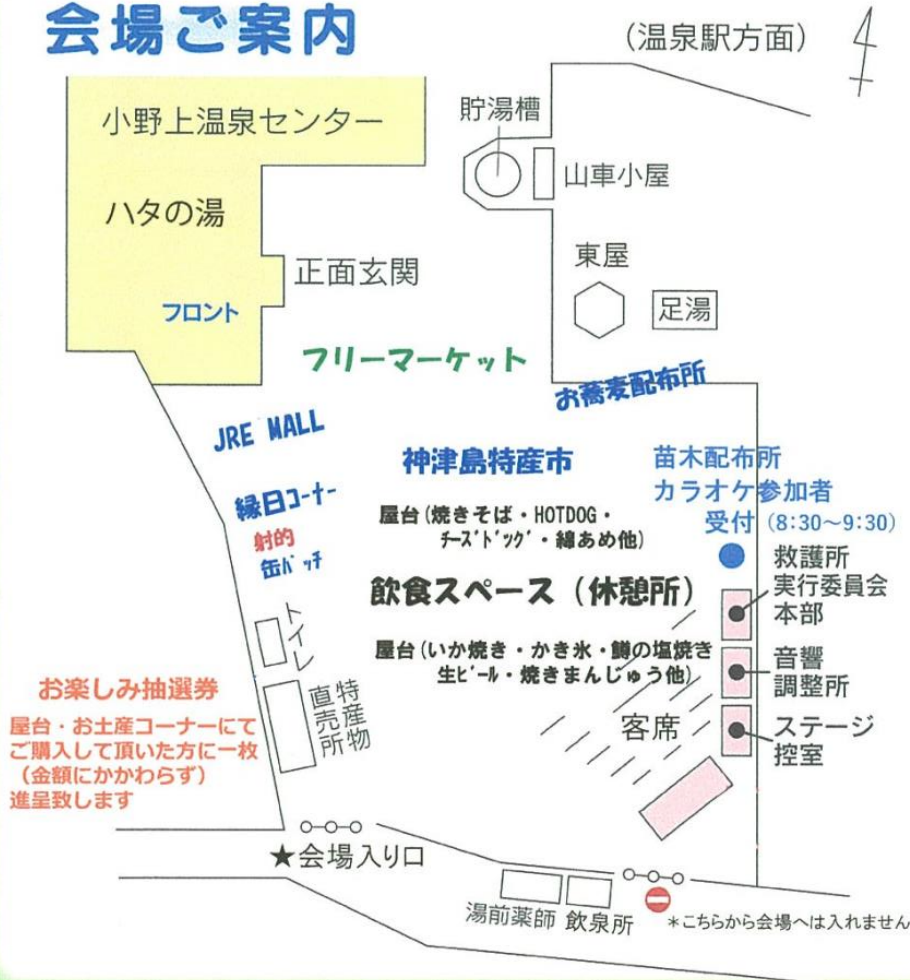 会場ご案内
(温泉駅方面)
小野上温泉センター
ハタの湯
フロント
正面玄関
貯湯槽
山車小屋
東屋
足湯
フリーマーケット
お蕎麦配布所
JRE MALL
神津島特産市
苗木配布所
カラオケ参加者
受付 (8:30~9:30)
縁日コーナー
射的
缶バッチ
屋台(焼きそば・HOTDOG・
チーズドッグ・綿あめ他)
飲食スペース(休憩所)
救護所
実行委員会
本部
屋台(いか焼き・かき氷・鱒の塩焼き
生ビール・焼きまんじゅう他)
音響
調整所
トイレ
特産物
直売所
客席
ステージ
控室
お楽しみ抽選券
屋台・お土産コーナーにて
ご購入して頂いた方に一枚
(金額にかかわらず)
進呈致します
★会場入り口
湯前薬師
飲泉所
*こちらから会場へは入れません